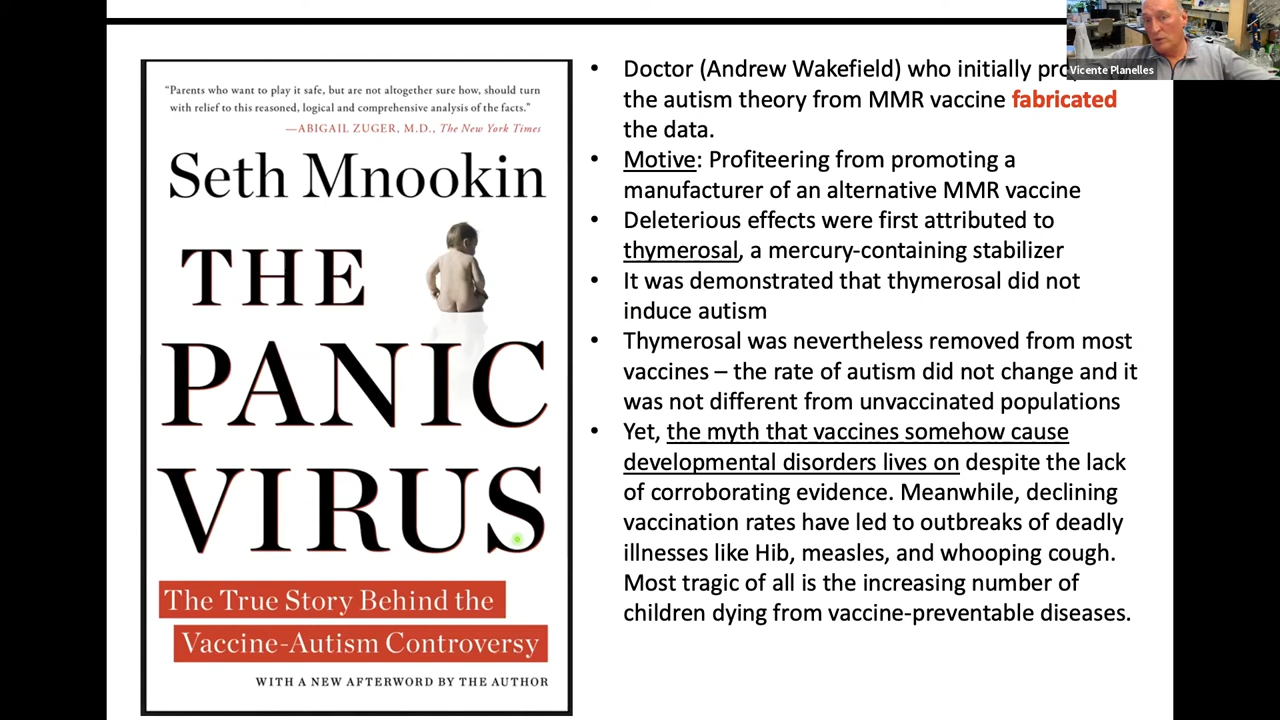 “Parents who want to play it safe, but are not altogether sure how, should turn
with relief to this reasoned, logical and comprehensive analysis of the facts.”
—ABIGAIL ZUGER, M.D., The New York Times
Seth Mnookin
THE
PANIC
VIRUS
The True Story Behind the
Vaccine-Autism Controversy
WITH A NEW AFTERWORD BY THE AUTHOR
• Doctor (Andrew Wakefield) who initially
the autism theory from MMR vaccine fabricated
the data.
• Motive: Profiteering from promoting a
manufacturer of an alternative MMR vaccine
• Deleterious effects were first attributed to
thymerosal, a mercury-containing stabilizer
• It was demonstrated that thymerosal did not
induce autism
• Thymerosal was nevertheless removed from most
vaccines – the rate of autism did not change and it
was not different from unvaccinated populations
• Yet, the myth that vaccines somehow cause
developmental disorders lives on despite the lack
of corroborating evidence. Meanwhile, declining
vaccination rates have led to outbreaks of deadly
illnesses like Hib, measles, and whooping cough.
Most tragic of all is the increasing number of
children dying from vaccine-preventable diseases.
Vicente Planelles